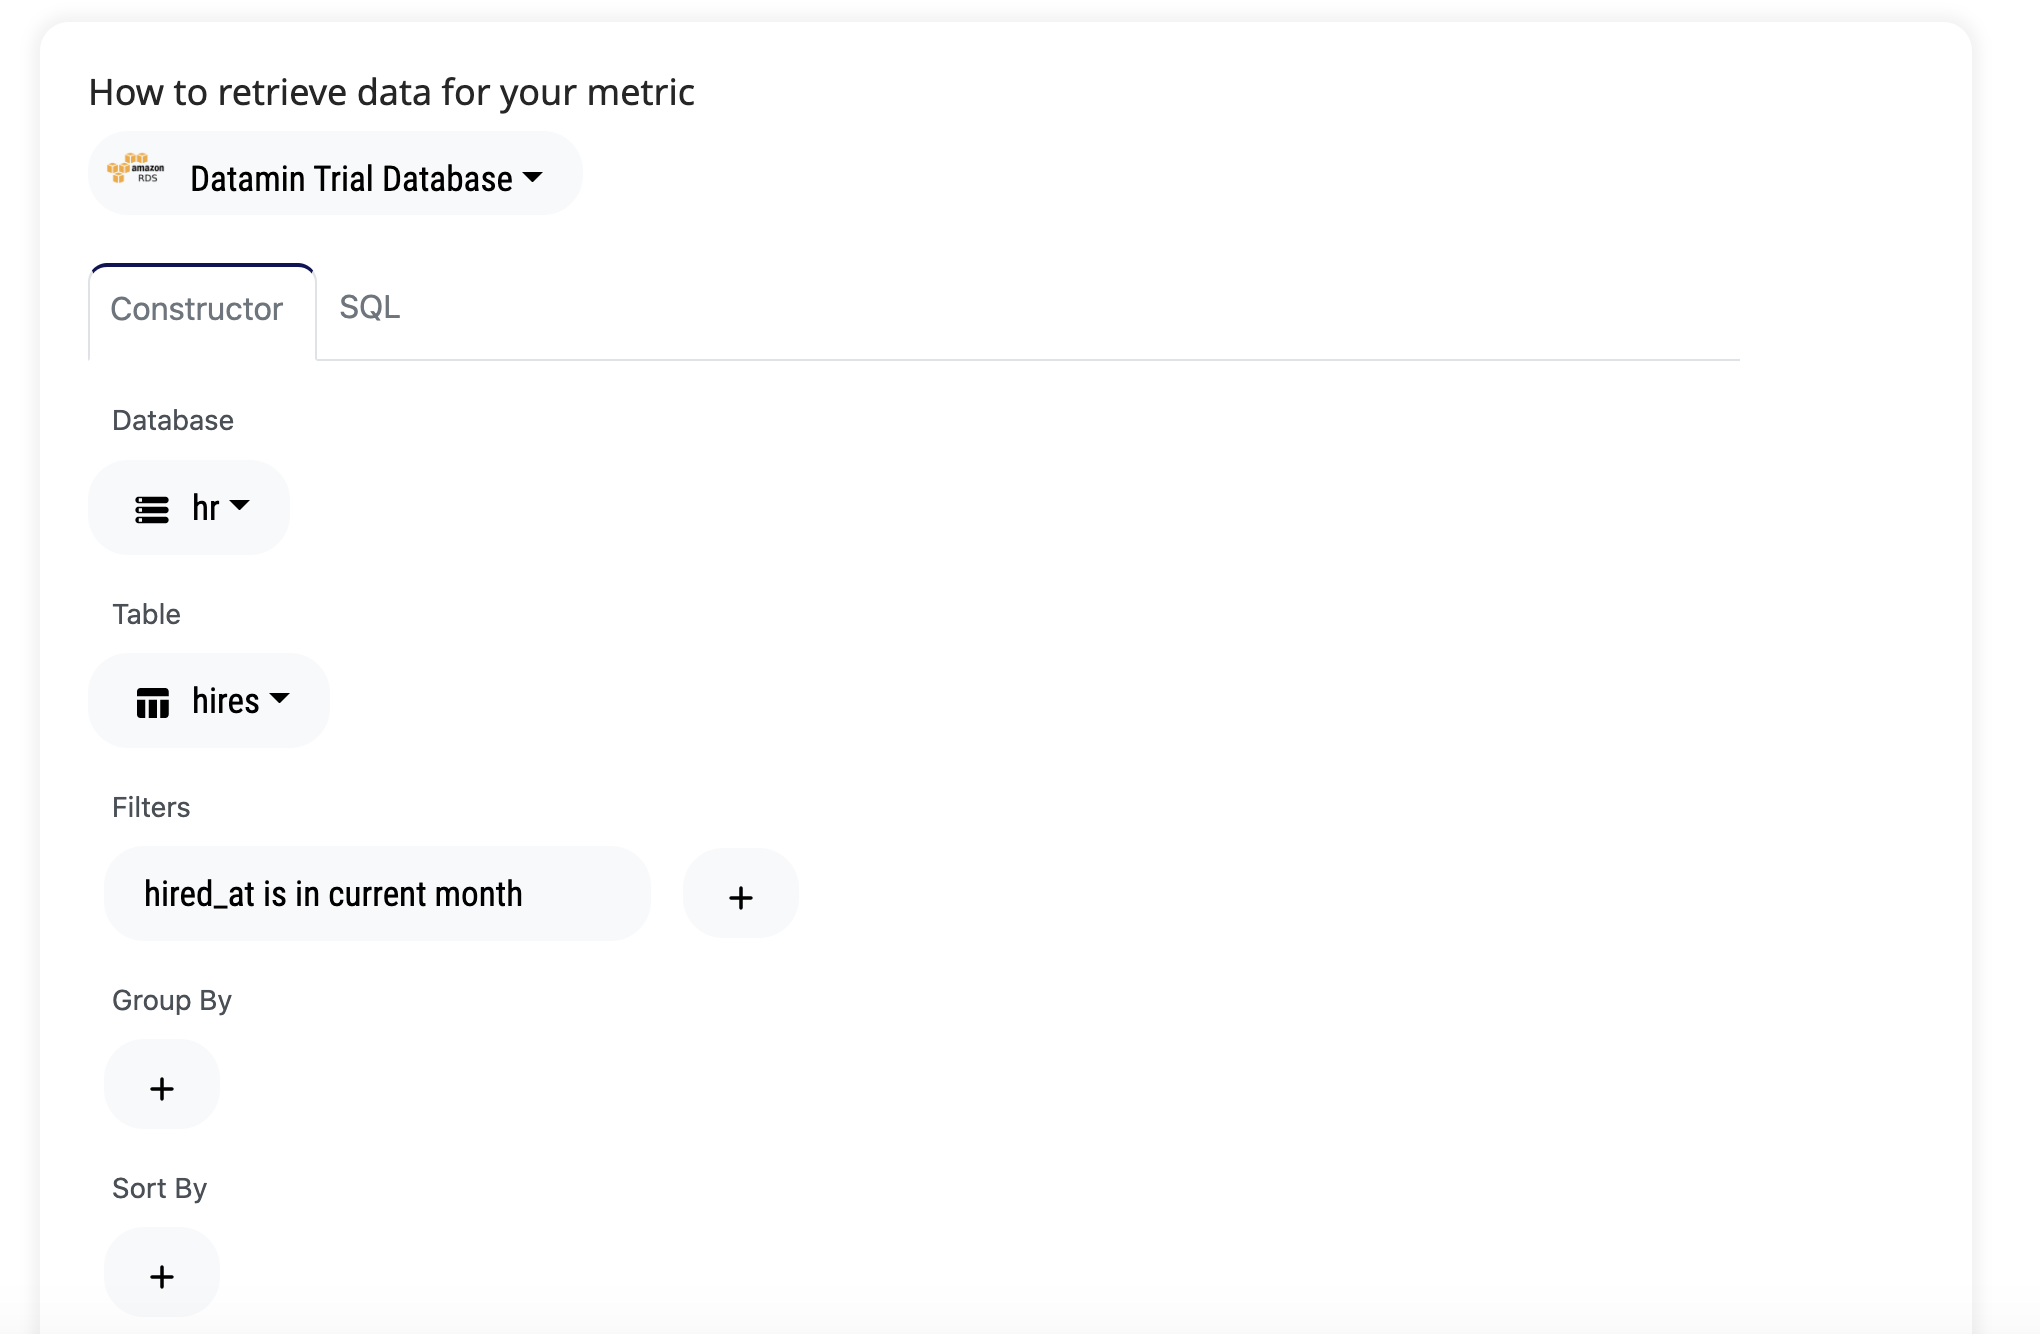 How to retrieve data for your metric
amazon
RDS
Datamin Trial Database
Constructor
SQL
Database
hr
Table
hires
Filters
hired_at is in current month
+
Group By
+
Sort By
+